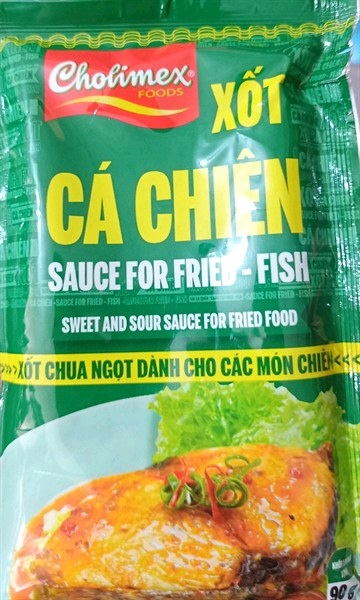 Cholimex®
FOODS
XỐT
CÁ CHIÊN
SAUCE FOR FRIED - FISH
SWEET AND SOUR SAUCE FOR FRIED FOOD
>>>XỐT CHUA NGỌT DÀNH CHO CÁC MÓN CHIÊN<<<
90g